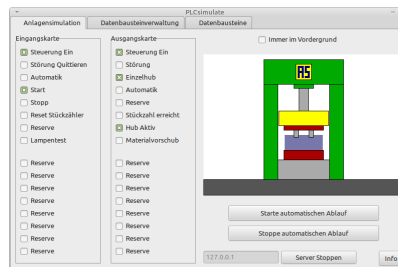 PLCsimulate
Anlagensimulation
Datenbausteinverwaltung
Datenbausteine
Eingangskarte
Steuerung Ein
Störung Quittieren
Automatik
Start
Stopp
Reset Stückzähler
Reserve
Lampentest
Reserve
Reserve
Reserve
Reserve
Reserve
Reserve
Reserve
Reserve
Ausgangskarte
Steuerung Ein
Störung
Einzelhub
Automatik
Reserve
Stückzahl erreicht
Hub Aktiv
Materialvorschub
Reserve
Reserve
Reserve
Reserve
Reserve
Reserve
Reserve
Reserve
Immer im Vordergrund
AS
Starte automatischen Ablauf
Stoppe automatischen Ablauf
127.0.0.1
Server Stoppen
Info